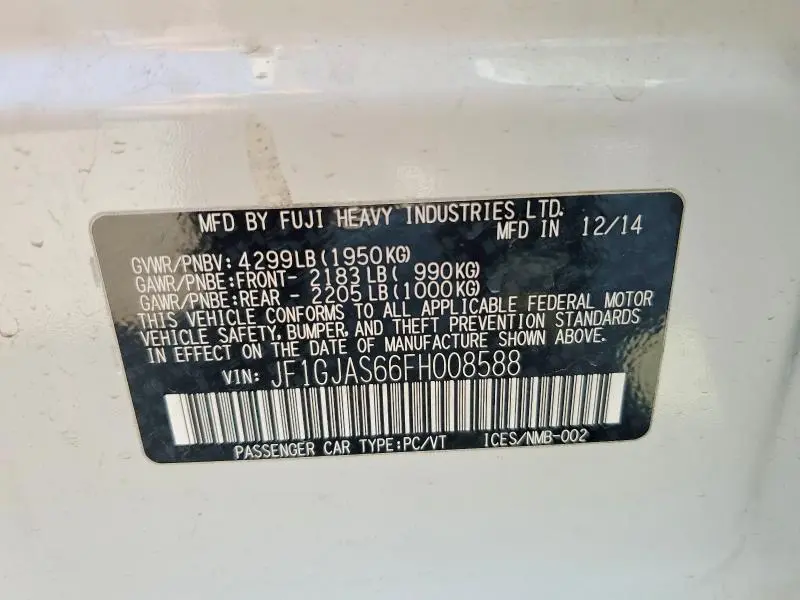 MFD BY FUJI HEAVY INDUSTRIES LTD.
MFD IN 12/14
GVWR/PNBV: 4299LB(1950KG)
GAWR/PNBE:FRONT- 2183LB( 990KG)
GAWR/PNBE:REAR - 2205LB(1000KG)
THIS VEHICLE CONFORMS TO ALL APPLICABLE FEDERAL MOTOR
VEHICLE SAFETY, BUMPER, AND THEFT PREVENTION STANDARDS
IN EFFECT ON THE DATE OF MANUFACTURE SHOWN ABOVE.
VIN: JF1GJAS66FH008588
PASSENGER CAR TYPE:PC/VT ICES/NMB-002